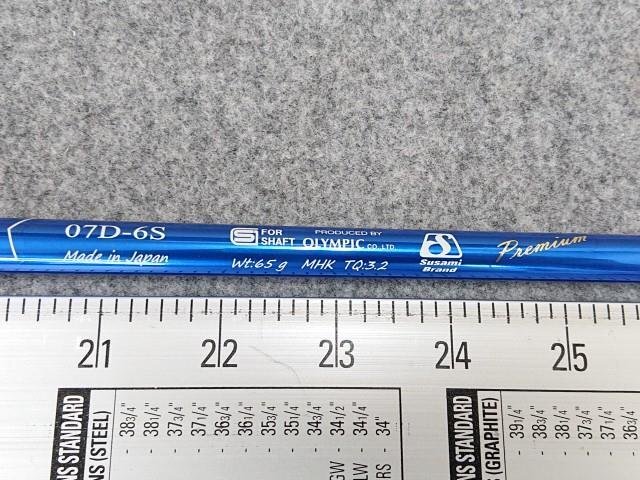 07D-6S
Made in Japan
S FOR SHAFT
PRODUCED BY
OLYMPIC CO.,LTD.
Wt:65 g MHK TQ:3.2
S
Susami
Brand
Premium
21 22 23 24 25
NS STANDARD
NS (STEEL)
38 3/4"
38 1/4"
37 3/4"
37 1/4"
36 3/4"
36 1/4"
35 3/4"
35 1/4"
34 3/4"
GW 34 1/2"
LW 34 1/4"
RS 34"
NS STANDARD
S (GRAPHITE)
39 1/4"
38 3/4"
38 1/4"
37 3/4"
37 1/4"
36 3/4"